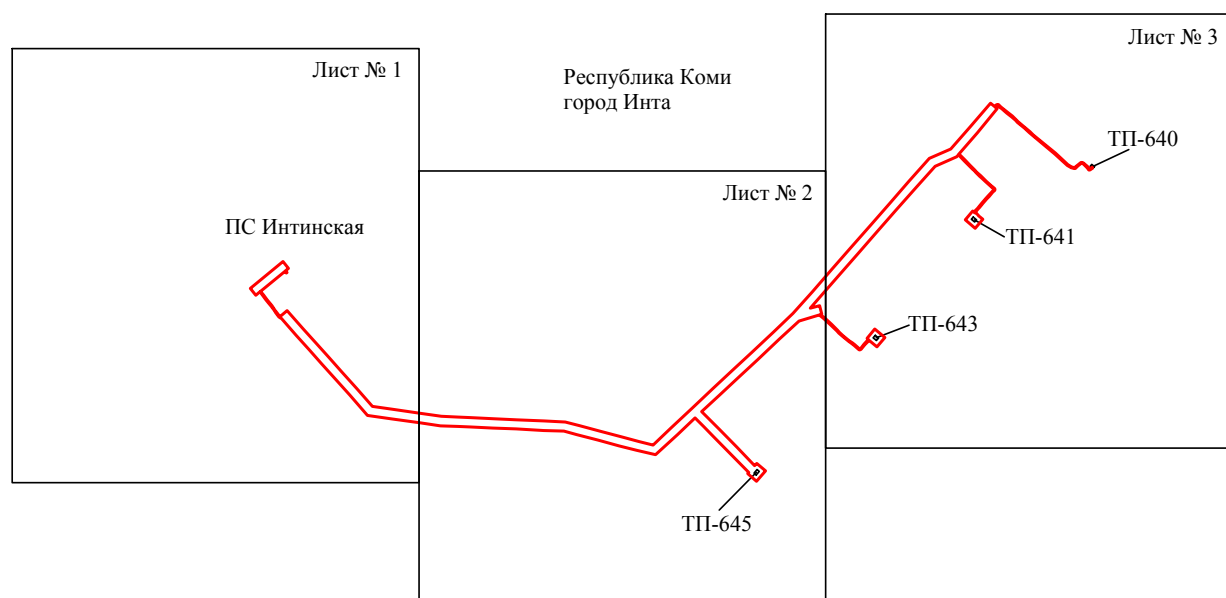 Лист № 1
Республика Коми
город Инта
Лист № 3
ТП-640
Лист № 2
ПС Интинская
ТП-641
ТП-643
ТП-645